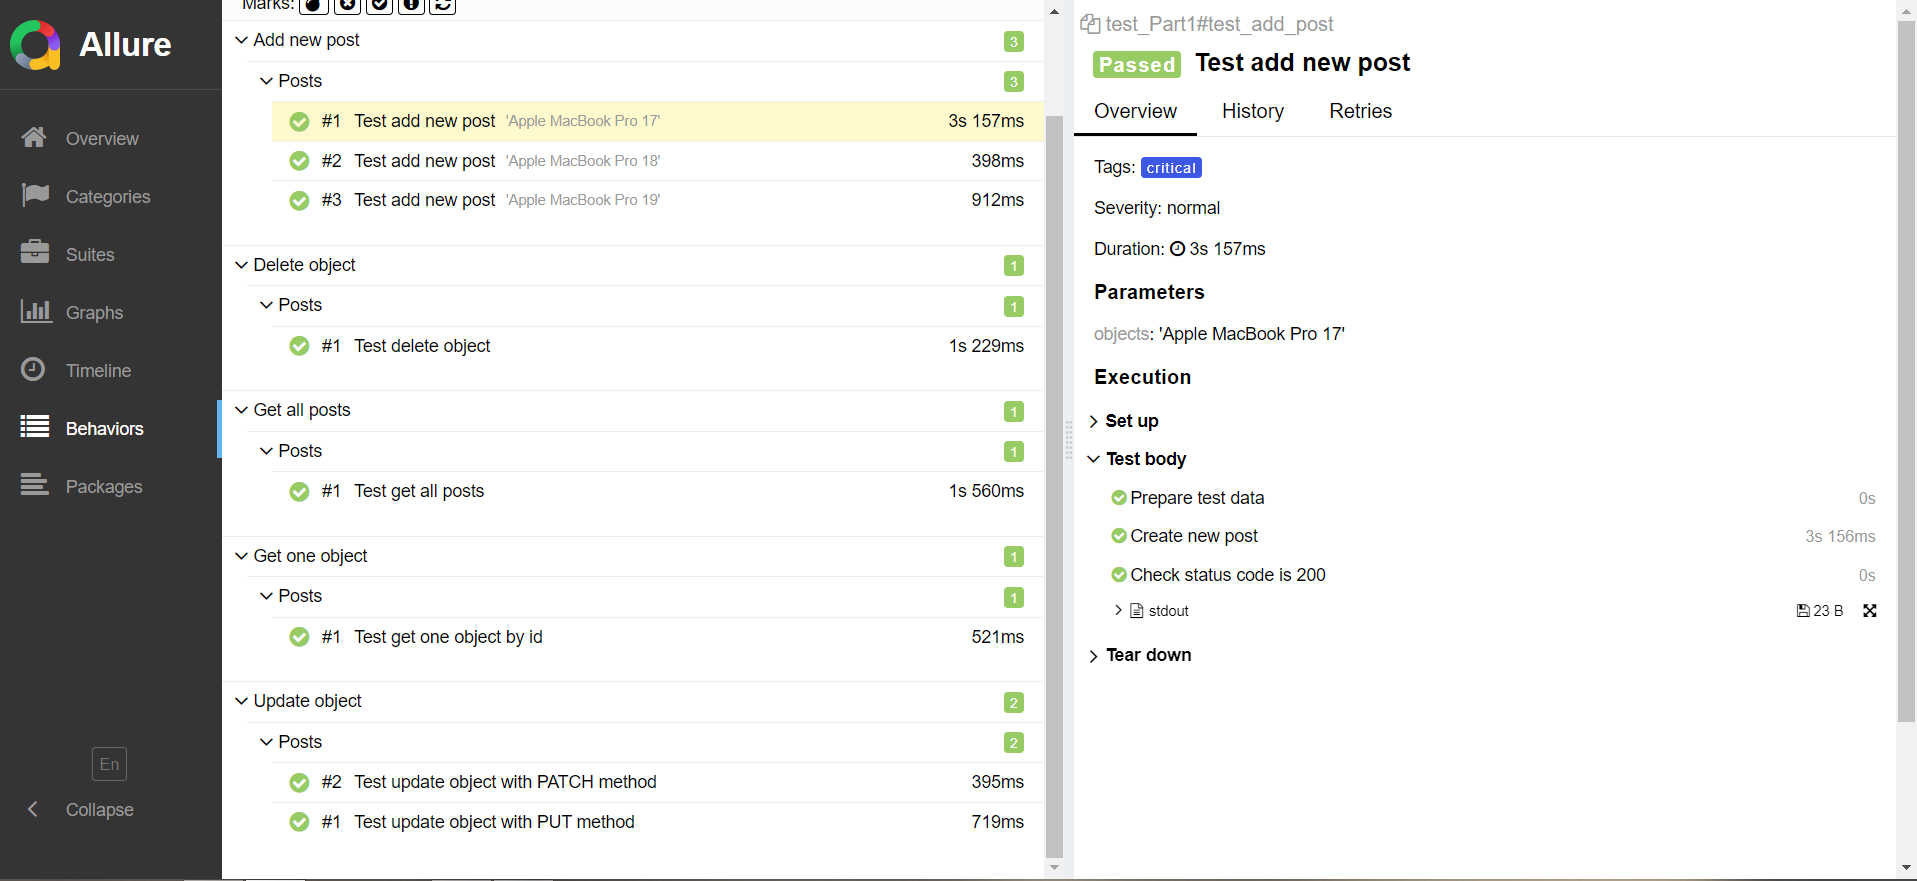 Allure
Overview
Categories
Suites
Graphs
Timeline
Behaviors
Packages
En
Collapse
Marks:
Add new post 3
Posts 3
#1 Test add new post 'Apple MacBook Pro 17' 3s 157ms
#2 Test add new post 'Apple MacBook Pro 18' 398ms
#3 Test add new post 'Apple MacBook Pro 19' 912ms
Delete object 1
Posts 1
#1 Test delete object 1s 229ms
Get all posts 1
Posts 1
#1 Test get all posts 1s 560ms
Get one object 1
Posts 1
#1 Test get one object by id 521ms
Update object 2
Posts 2
#2 Test update object with PATCH method 395ms
#1 Test update object with PUT method 719ms
test_Part1#test_add_post
Passed Test add new post
Overview History Retries
Tags: critical
Severity: normal
Duration: 3s 157ms
Parameters
objects: 'Apple MacBook Pro 17'
Execution
Set up
Test body
Prepare test data 0s
Create new post 3s 156ms
Check status code is 200 0s
stdout 23 B
Tear down